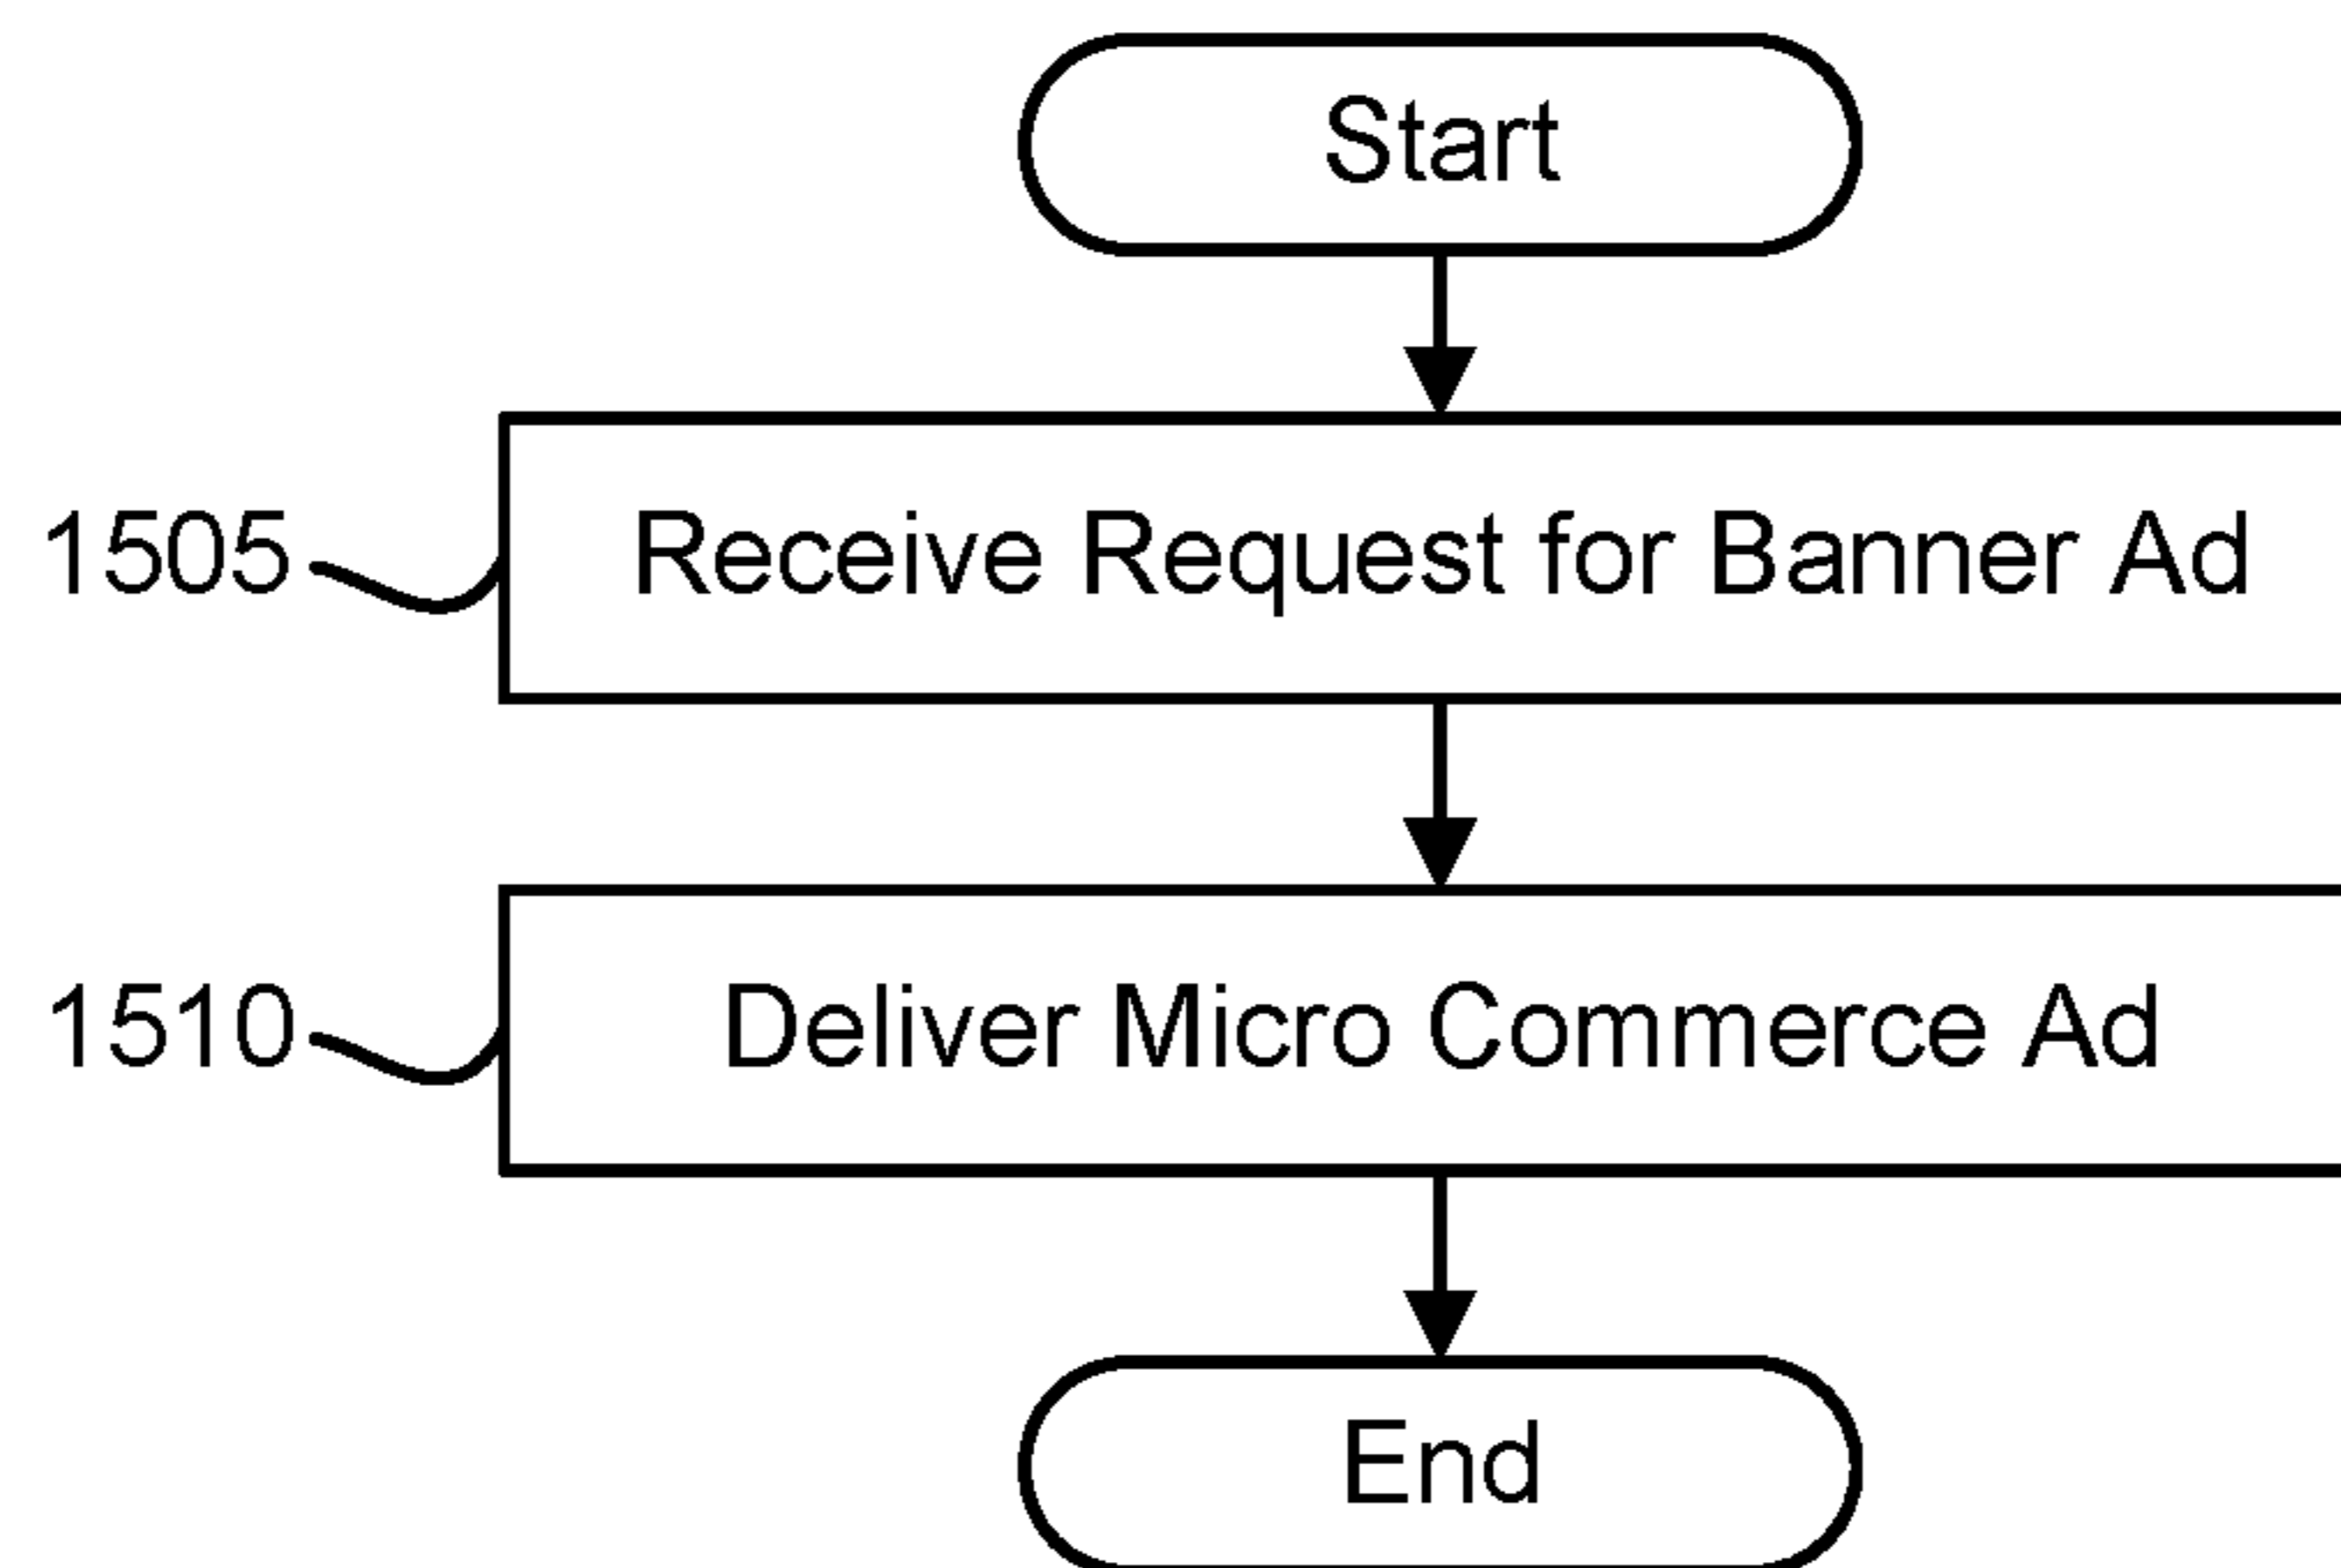 Start
1505
Receive Request for Banner Ad
1510
Deliver Micro Commerce Ad
End